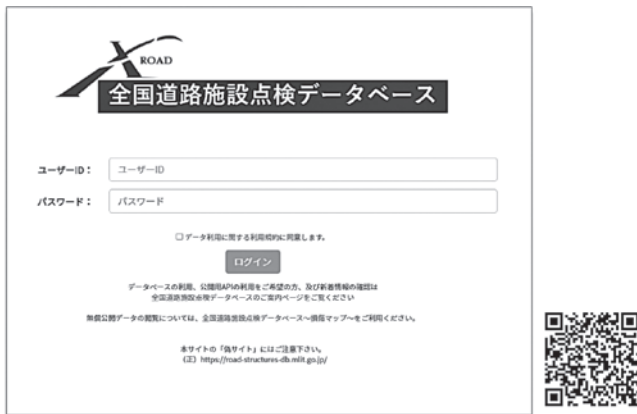 ROAD
全国道路施設点検データベース
ユーザーID： ユーザーID
パスワード： パスワード
データ利用に関する利用規約に同意します。
ログイン
データベースの利用、公開用APIの利用をご希望の方、及び新着情報の確認は
全国道路施設点検データベースのご案内ページをご覧ください
無償公開データの閲覧については、全国道路施設点検データベース～損傷マップ～をご利用ください。
本サイトの「偽サイト」にはご注意下さい。
（正）https://road-structures-db.mlit.go.jp/